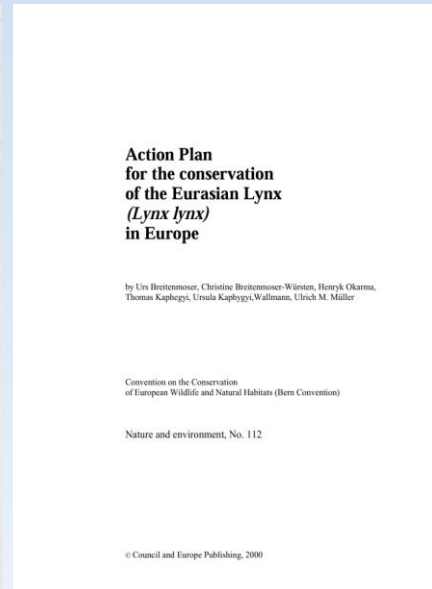 Action Plan
for the conservation
of the Eurasian Lynx
(Lynx lynx)
in Europe
by Urs Breitenmoser, Christine Breitenmoser-Würsten, Henryk Okarma,
Thomas Kaphegyi, Ursula Kaphygyi,Wallmann, Ulrich M. Müller
Convention on the Conservation
of European Wildlife and Natural Habitats (Bern Convention)
Nature and environment, No. 112
© Council and Europe Publishing, 2000